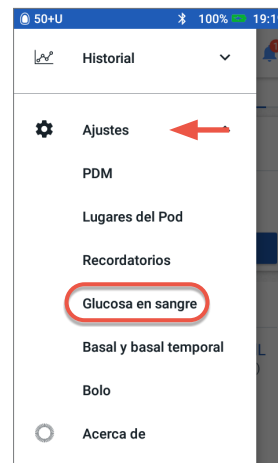 50+U 100% 19:1
Historial
Ajustes
PDM
Lugares del Pod
Recordatorios
Glucosa en sangre
Basal y basal temporal
Bolo
Acerca de
L
)